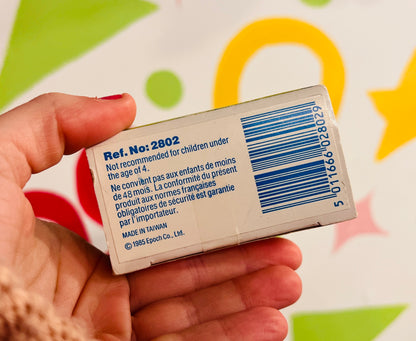 Ref. No: 2802
Not recommended for children under
the age of 4.
Ne convient pas aux enfants de moins
de 48 mois. La conformité du présent
produit aux normes françaises
obligatoires de sécurité est garantie
par l'importateur.
MADE IN TAIWAN
© 1985 Epoch Co., Ltd.
5 011666 028029